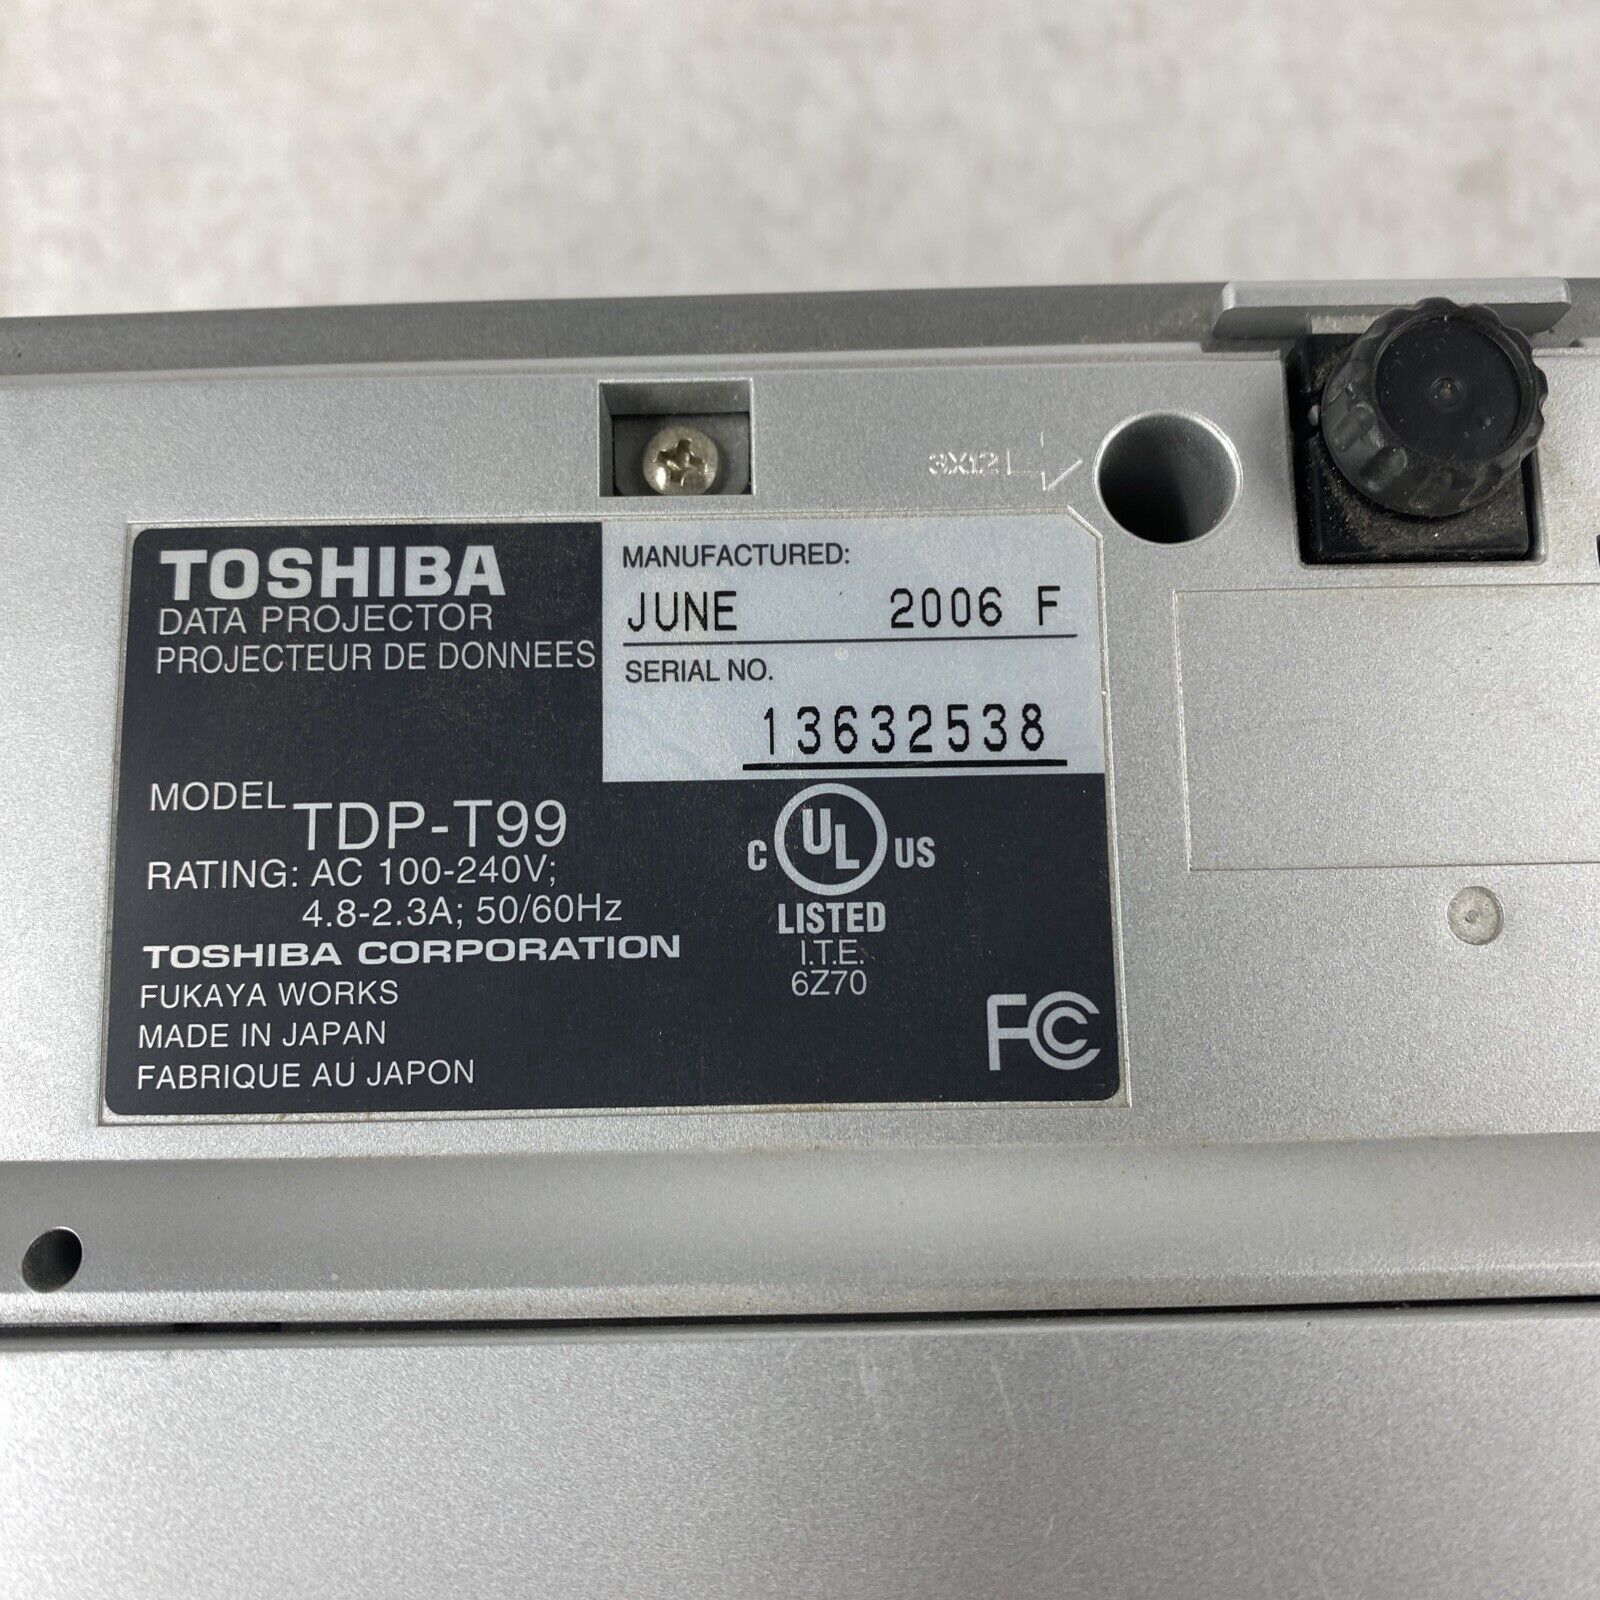 3X12
TOSHIBA
DATA PROJECTOR
PROJECTEUR DE DONNEES
MANUFACTURED:
JUNE 2006 F
SERIAL NO.
13632538
MODEL TDP-T99
RATING: AC 100-240V;
4.8-2.3A; 50/60Hz
TOSHIBA CORPORATION
FUKAYA WORKS
MADE IN JAPAN
FABRIQUE AU JAPON
C UL US
LISTED
I.T.E.
6Z70
FC